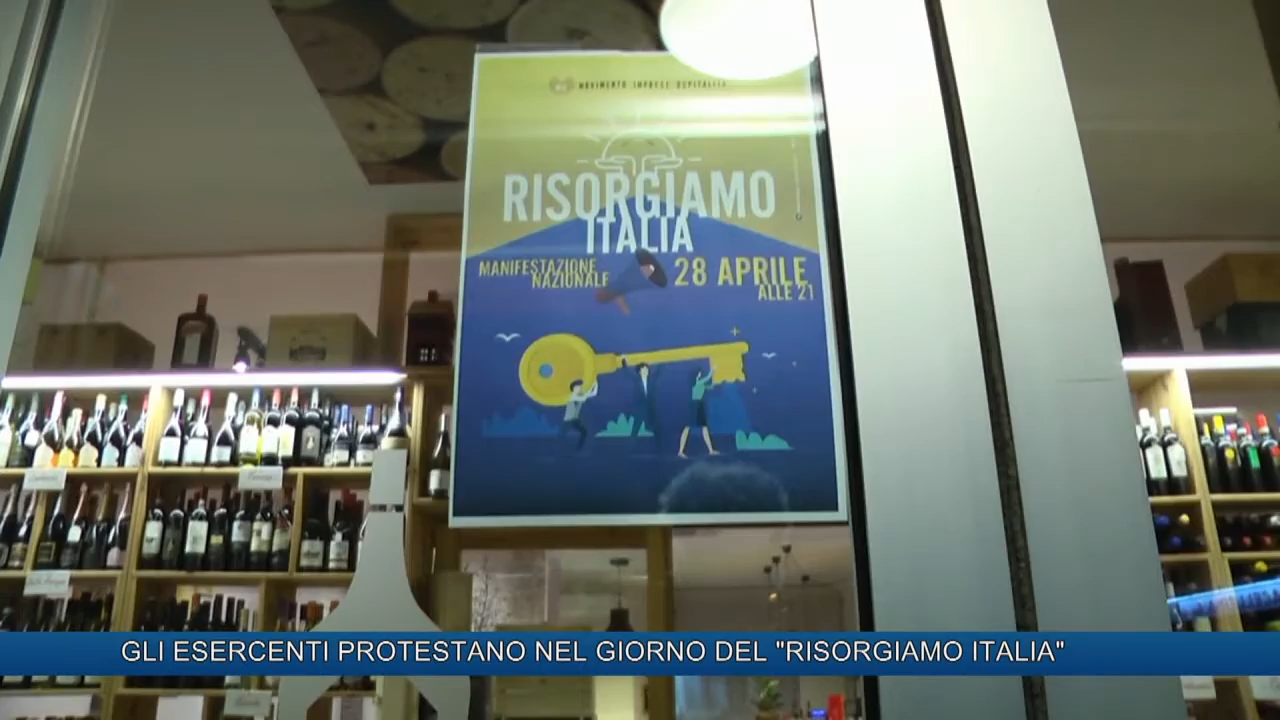 MOVIMENTO IMPRESE OSPITALITÀ
RISORGIAMO
ITALIA
MANIFESTAZIONE
NAZIONALE
28 APRILE
ALLE 21
GLI ESERCENTI PROTESTANO NEL GIORNO DEL "RISORGIAMO ITALIA"